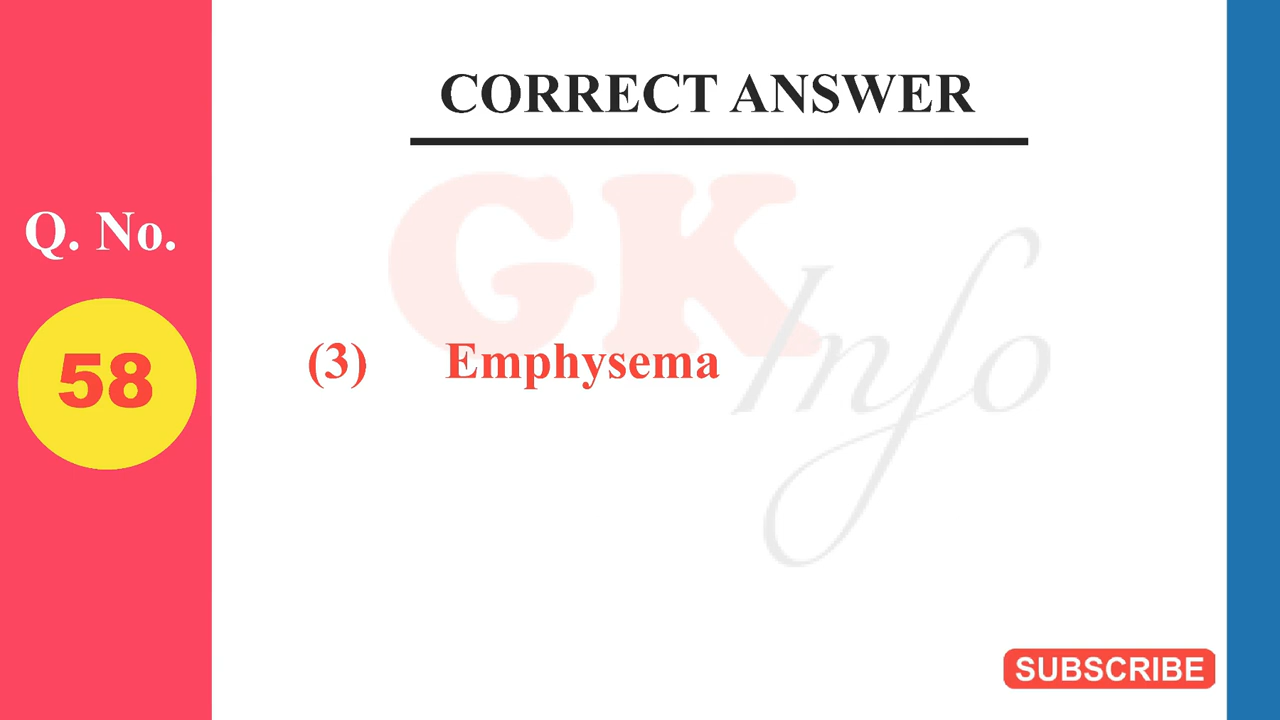 CORRECT ANSWER
GK
Info
Q. No.
58
(3) Emphysema
SUBSCRIBE